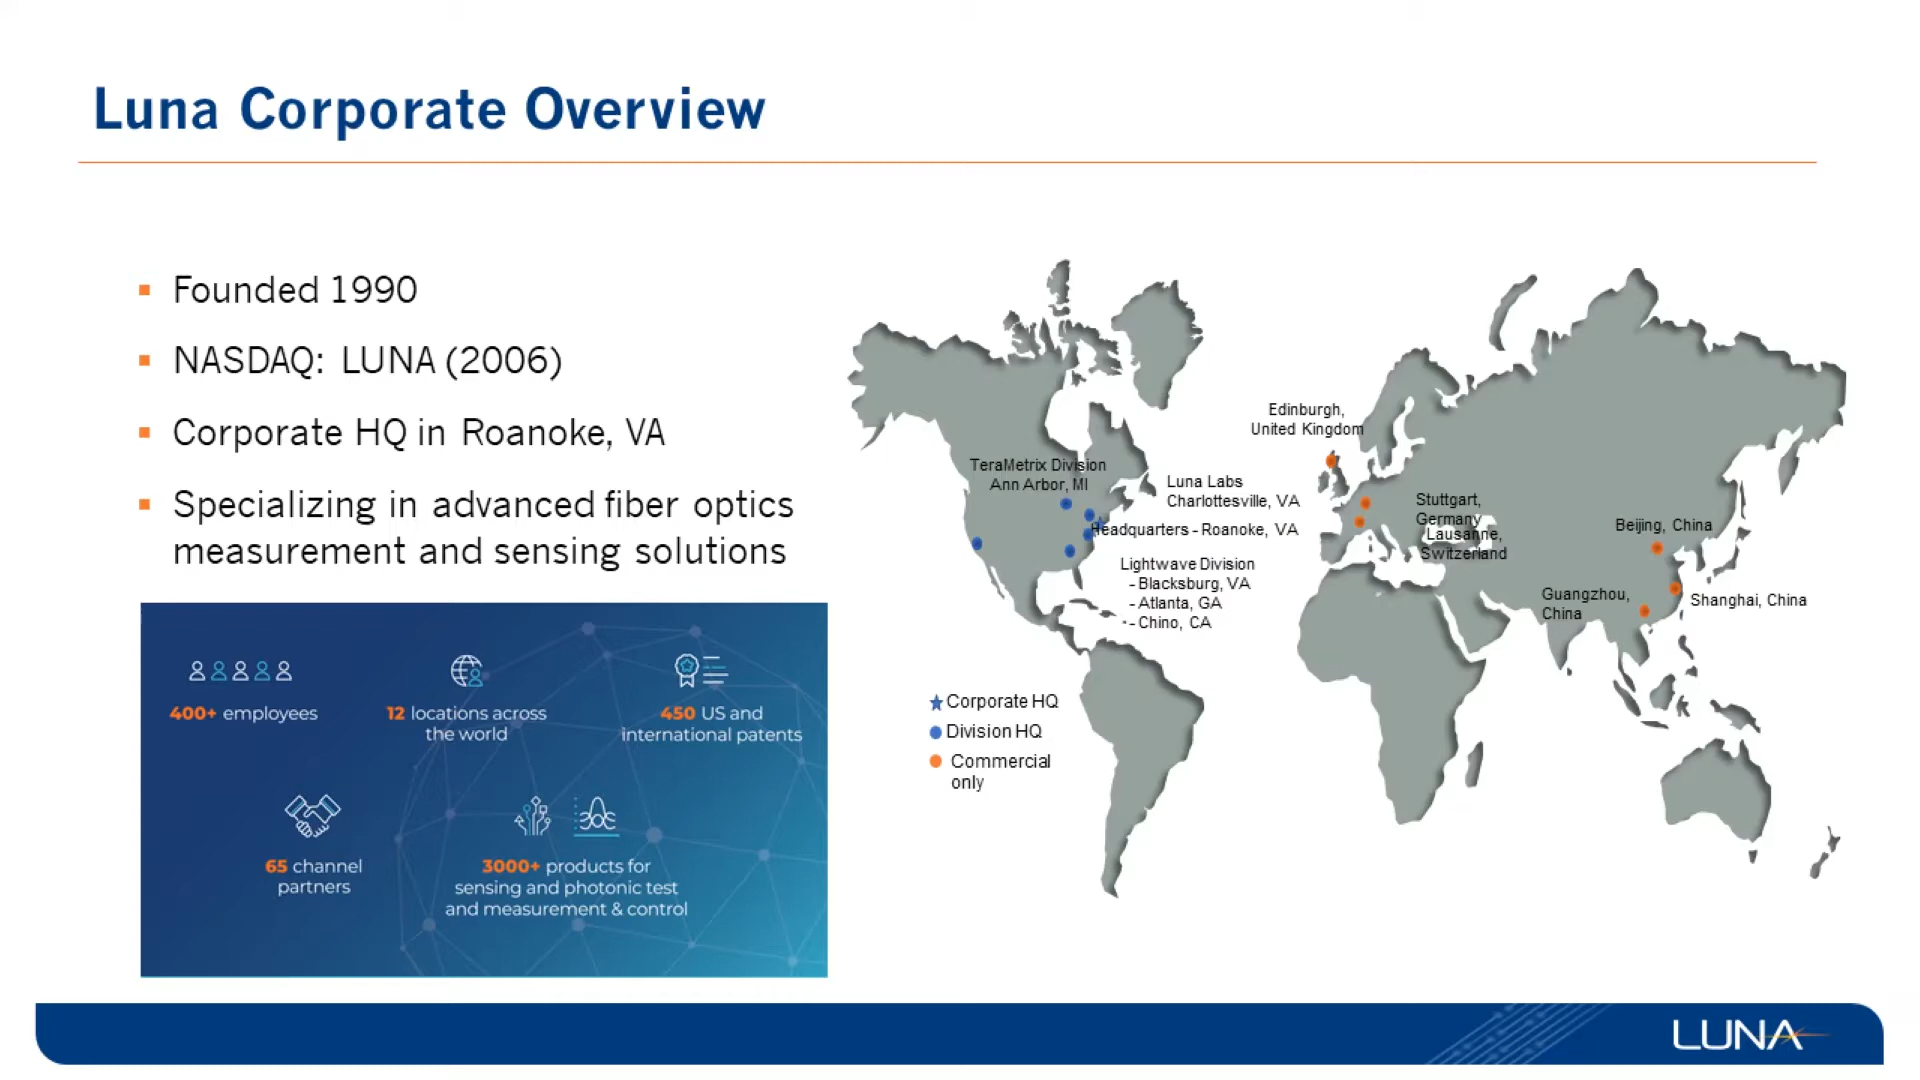 Luna Corporate Overview
Founded 1990
NASDAQ: LUNA (2006)
Corporate HQ in Roanoke, VA
Specializing in advanced fiber optics
measurement and sensing solutions
400+ employees
12 locations across
the world
450 US and
international patents
65 channel
partners
3000+ products for
sensing and photonic test
and measurement & control
TeraMetrix Division
Ann Arbor, MI
Luna Labs
Charlottesville, VA
Headquarters - Roanoke, VA
Lightwave Division
- Blacksburg, VA
- Atlanta, GA
- Chino, CA
Edinburgh,
United Kingdom
Stuttgart,
Germany
Lausanne,
Switzerland
Beijing, China
Guangzhou,
China
Shanghai, China
Corporate HQ
Division HQ
Commercial
only
LUNA